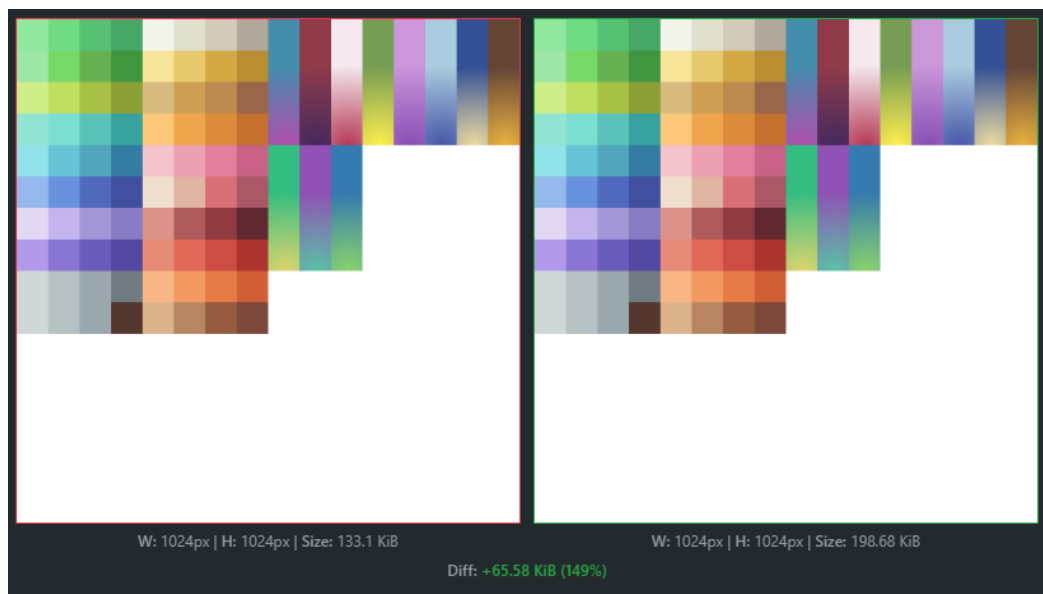 W: 1024px | H: 1024px | Size: 133.1 KiB
W: 1024px | H: 1024px | Size: 198.68 KiB
Diff: +65.58 KiB (149%)